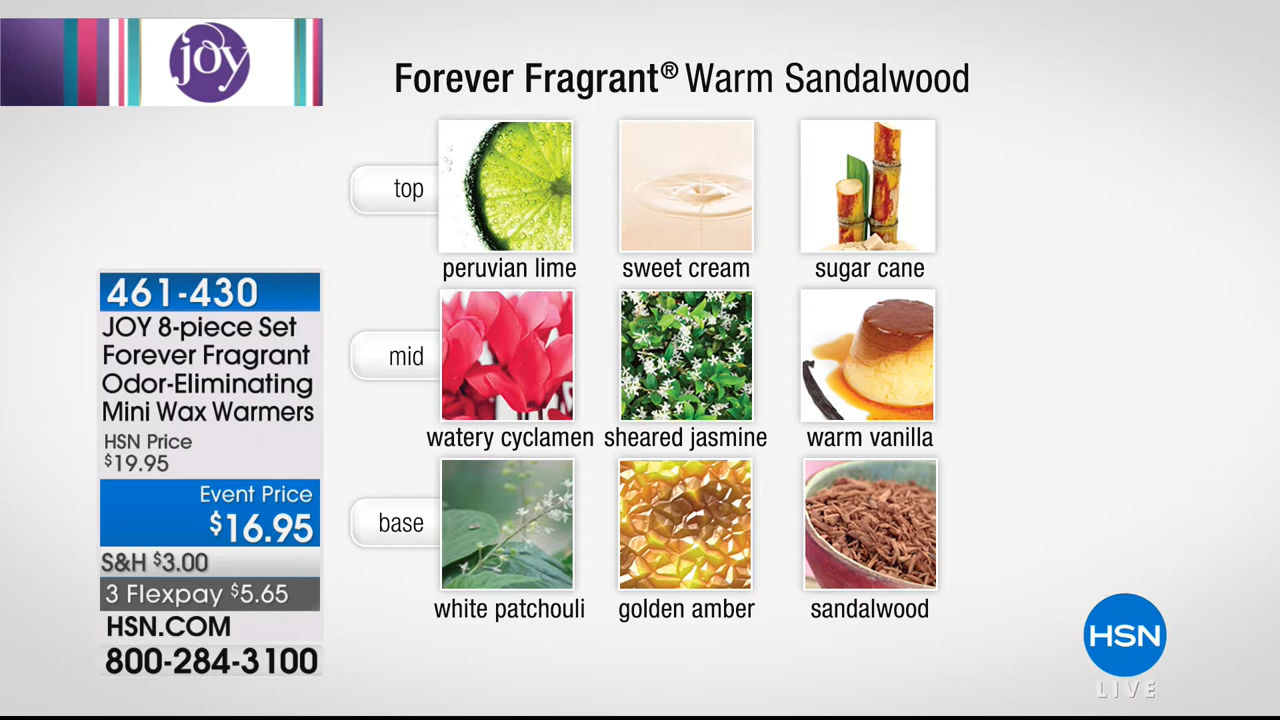 joy
Forever Fragrant® Warm Sandalwood
top
peruvian lime
sweet cream
sugar cane
mid
watery cyclamen
sheared jasmine
warm vanilla
base
white patchouli
golden amber
sandalwood
461-430
JOY 8-piece Set
Forever Fragrant
Odor-Eliminating
Mini Wax Warmers
HSN Price
$19.95
Event Price
$16.95
S&H $3.00
3 Flexpay $5.65
HSN.COM
800-284-3100
HSN
LIVE